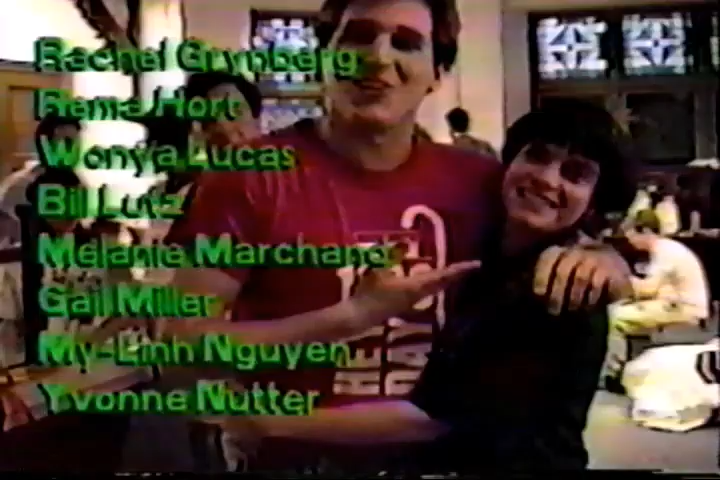 Rachel Grynberg
Rama Hort
Wonya Lucas
Bill Lutz
Melanie Marchand
Gail Miller
My-Linh Nguyen
Yvonne Nutter